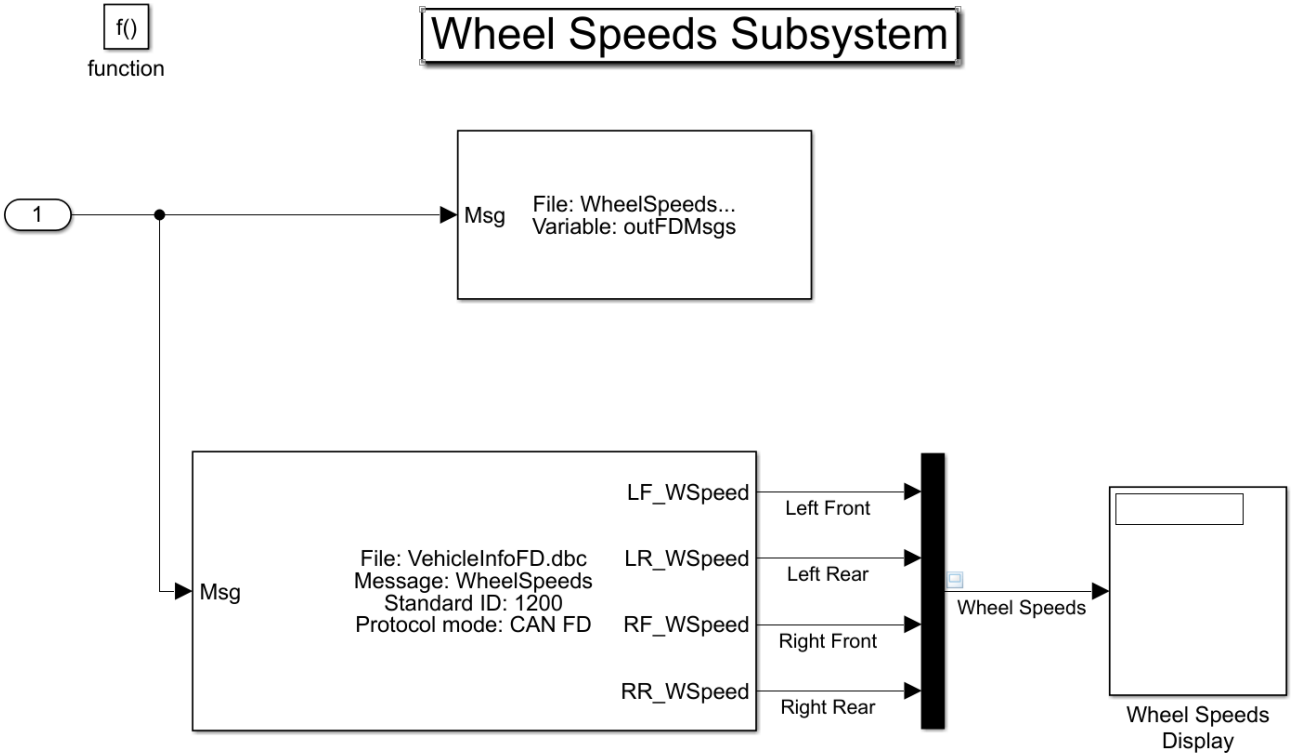 f()
function
Wheel Speeds Subsystem
1
Msg
File: WheelSpeeds...
Variable: outFDMsgs
Msg
File: VehicleInfoFD.dbc
Message: WheelSpeeds
Standard ID: 1200
Protocol mode: CAN FD
LF_WSpeed
LR_WSpeed
RF_WSpeed
RR_WSpeed
Left Front
Left Rear
Right Front
Right Rear
Wheel Speeds
Wheel Speeds
Display